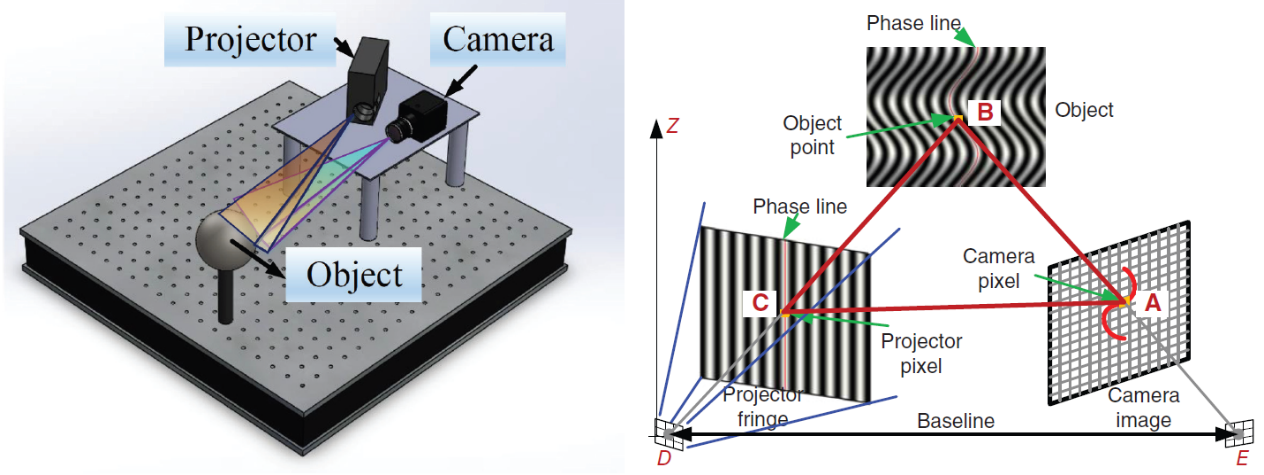 Projector
Camera
Object
Phase line
Object
point
B
Object
Z
Phase line
Camera
pixel
C
A
Projector
pixel
Projector
fringe
Camera
image
Baseline
D
E